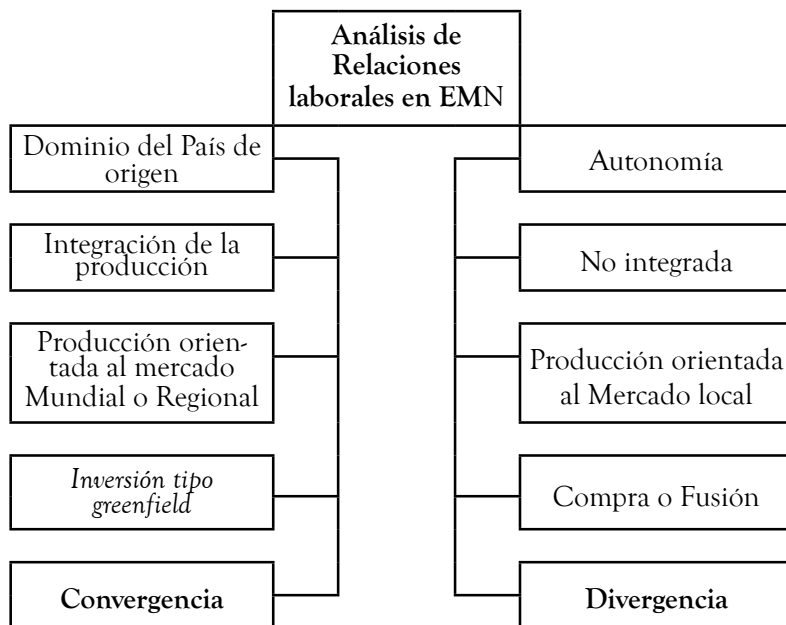 Análisis de
Relaciones
laborales en EMN
Dominio del País de
origen
Autonomía
Integración de la
producción
No integrada
Producción orien-
tada al mercado
Mundial o Regional
Producción orientada
al Mercado local
Inversión tipo
greenfield
Compra o Fusión
Convergencia
Divergencia